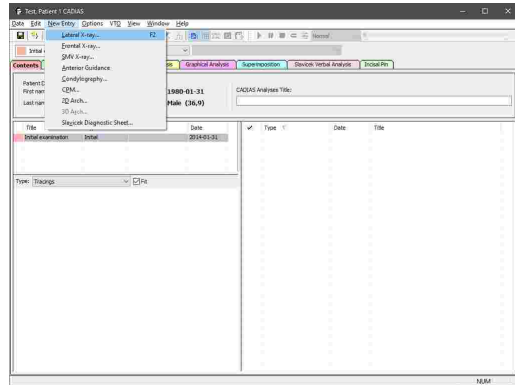 Test, Patient 1 CADIAS
Data Edit New Entry Options VTO View Window Help
Lateral X-ray... F2
Frontal X-ray...
SMV X-ray...
Anterior Guidance
Condylography...
CPM...
2D Arch...
3D Arch...
Slavicek Diagnostic Sheet...
Normal
Initial
Contents
Graphical Analysis
Superimposition
Slavicek Verbal Analysis
Incisal Pin
Patient D
First nam
1980-01-31
Last nam
Male (36,9)
CADIAS Analyses Title:
Title
Date
Initial examination Initial 2014-01-31
Type Date Title
Type: Tracings Fit
NUM